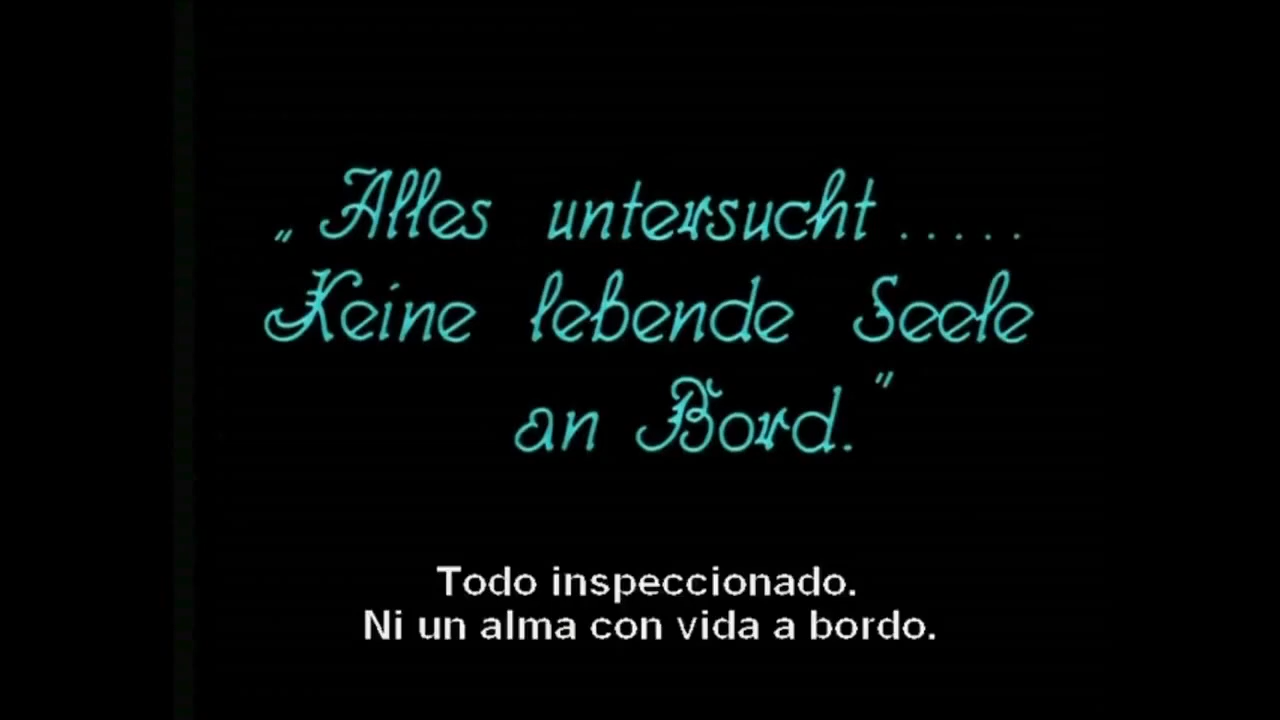 „Alles untersucht.....
Keine lebende Seele
an Bord."
Todo inspeccionado.
Ni un alma con vida a bordo.